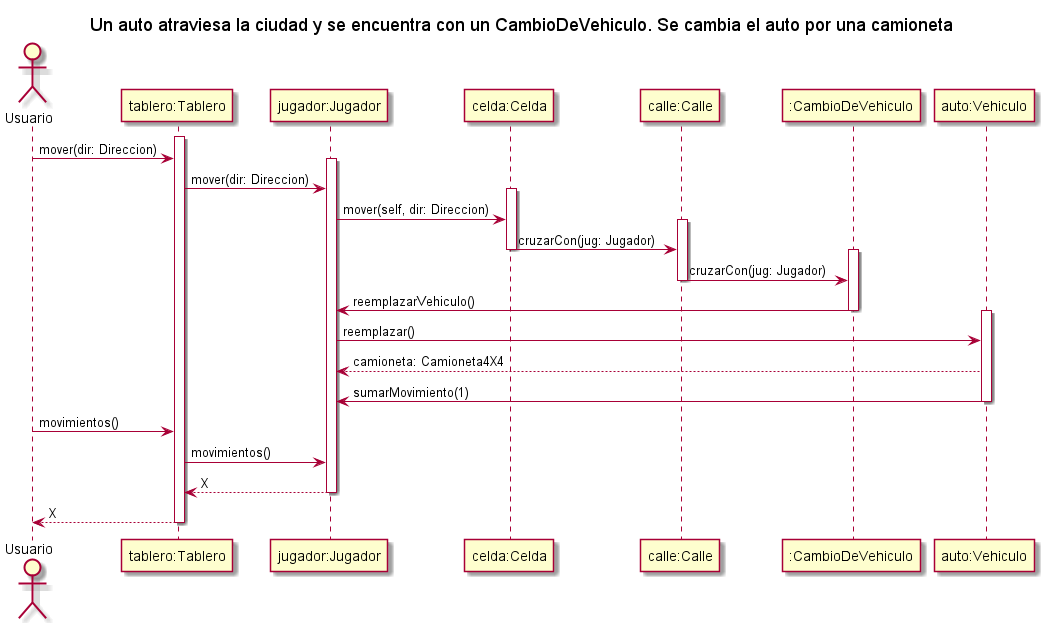 Un auto atraviesa la ciudad y se encuentra con un CambioDeVehiculo. Se cambia el auto por una camioneta
Usuario
tablero:Tablero
jugador:Jugador
celda:Celda
calle:Calle
:CambioDeVehiculo
auto:Vehiculo
mover(dir: Direccion)
mover(dir: Direccion)
mover(self, dir: Direccion)
cruzarCon(jug: Jugador)
cruzarCon(jug: Jugador)
reemplazarVehiculo()
reemplazar()
camioneta: Camioneta4X4
sumarMovimiento(1)
movimientos()
movimientos()
X
X
Usuario
tablero:Tablero
jugador:Jugador
celda:Celda
calle:Calle
:CambioDeVehiculo
auto:Vehiculo